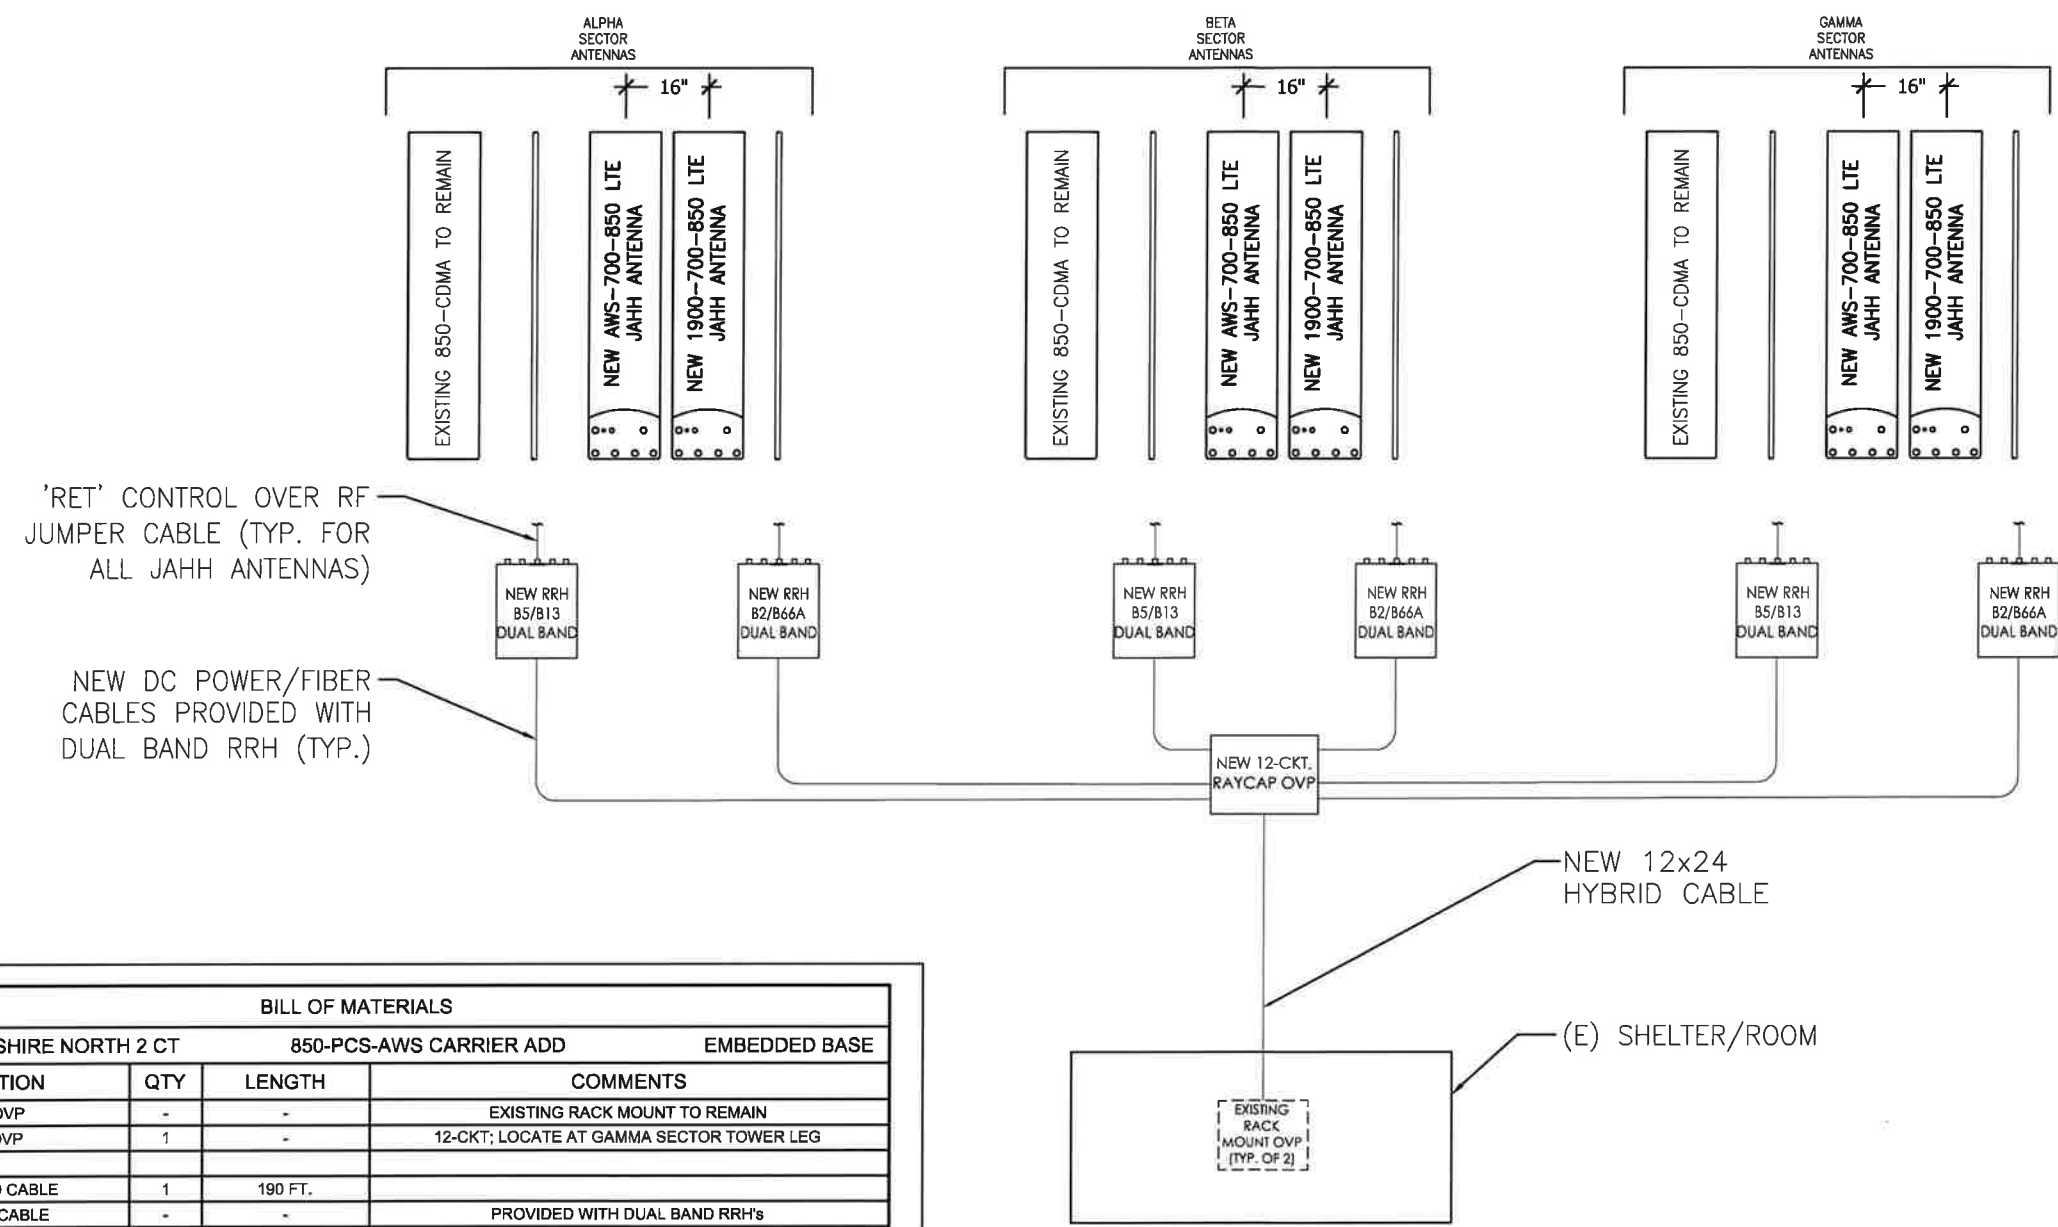 ALPHA
SECTOR
ANTENNAS
16"
EXISTING 850-CDMA TO REMAIN
NEW AWS-700-850 LTE
JAHH ANTENNA
NEW 1900-700-850 LTE
JAHH ANTENNA
BETA
SECTOR
ANTENNAS
16"
EXISTING 850-CDMA TO REMAIN
NEW AWS-700-850 LTE
JAHH ANTENNA
NEW 1900-700-850 LTE
JAHH ANTENNA
GAMMA
SECTOR
ANTENNAS
16"
EXISTING 850-CDMA TO REMAIN
NEW AWS-700-850 LTE
JAHH ANTENNA
NEW 1900-700-850 LTE
JAHH ANTENNA
'RET' CONTROL OVER RF
JUMPER CABLE (TYP. FOR
ALL JAHH ANTENNAS)
NEW RRH
B5/B13
DUAL BAND
NEW RRH
B2/B66A
DUAL BAND
NEW RRH
B5/B13
DUAL BAND
NEW RRH
B2/B66A
DUAL BAND
NEW RRH
B5/B13
DUAL BAND
NEW RRH
B2/B66A
DUAL BAND
NEW DC POWER/FIBER
CABLES PROVIDED WITH
DUAL BAND RRH (TYP.)
NEW 12-CKT.
RAYCAP OVP
NEW 12x24
HYBRID CABLE
(E) SHELTER/ROOM
EXISTING
RACK
MOUNT OVP
(TYP. OF 2)
BILL OF MATERIALS
SHIRE NORTH 2 CT 850-PCS-AWS CARRIER ADD EMBEDDED BASE
TION QTY LENGTH COMMENTS
OVP - - EXISTING RACK MOUNT TO REMAIN
OVP 1 - 12-CKT; LOCATE AT GAMMA SECTOR TOWER LEG
CABLE 1 190 FT.
CABLE - - PROVIDED WITH DUAL BAND RRH's